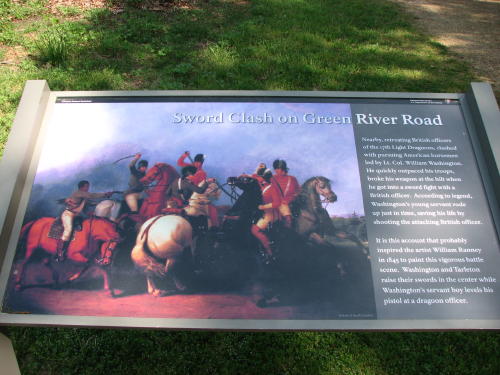 Sword Clash on Green River Road
Nearby, retreating British officers
of the 17th Light Dragoons, clashed
with pursuing American horsemen
led by Lt. Col. William Washington.
He quickly outpaced his troops,
broke his weapon at the hilt when
he got into a sword fight with a
British officer. According to legend,
Washington's young servant rode
up just in time, saving his life by
shooting the attacking British officer.
It is this account that probably
inspired the artist William Ranney
in 1845 to paint this vigorous battle
scene. Washington and Tarleton
raise their swords in the center while
Washington's servant boy levels his
pistol at a dragoon officer.